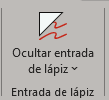 Ocultar entrada
de lápiz
Entrada de lápiz